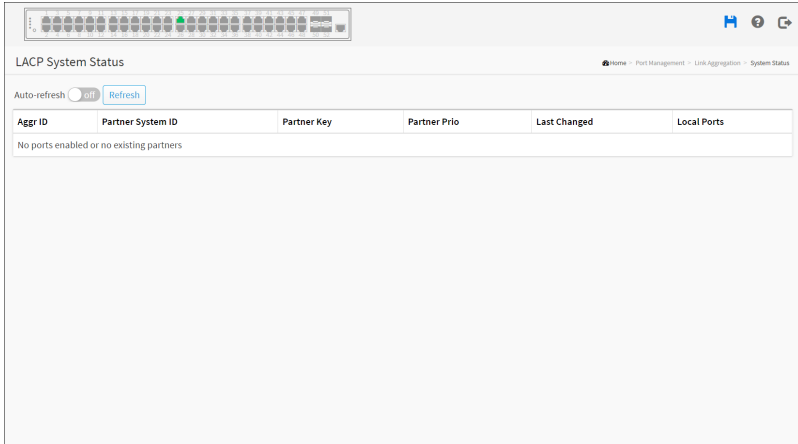 LACP System Status
Home > Port Management > Link Aggregation > System Status
Auto-refresh off Refresh
Aggr ID Partner System ID Partner Key Partner Prio Last Changed Local Ports
No ports enabled or no existing partners